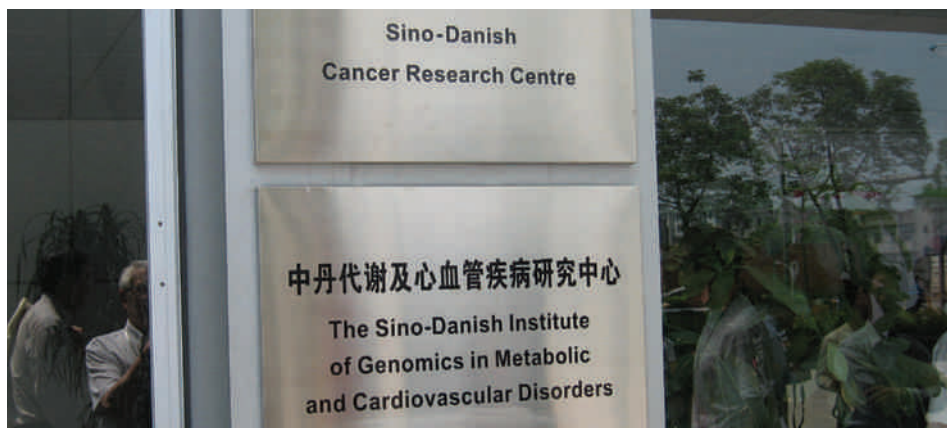 Sino-Danish
Cancer Research Centre
中丹代谢及心血管疾病研究中心
The Sino-Danish Institute
of Genomics in Metabolic
and Cardiovascular Disorders